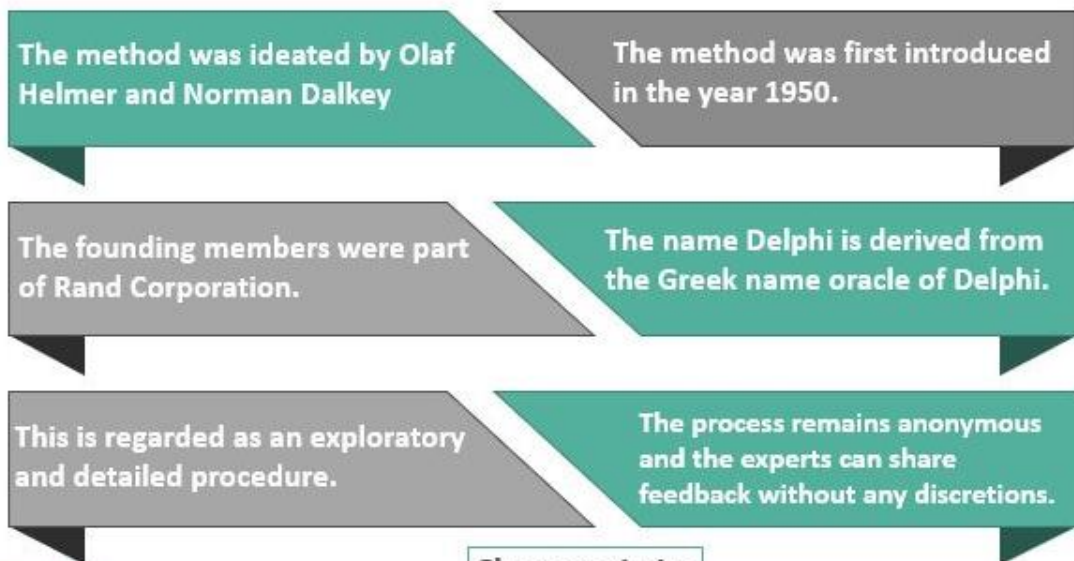 The method was ideated by Olaf
Helmer and Norman Dalkey
The method was first introduced
in the year 1950.
The founding members were part
of Rand Corporation.
The name Delphi is derived from
the Greek name oracle of Delphi.
This is regarded as an exploratory
and detailed procedure.
The process remains anonymous
and the experts can share
feedback without any discretions.